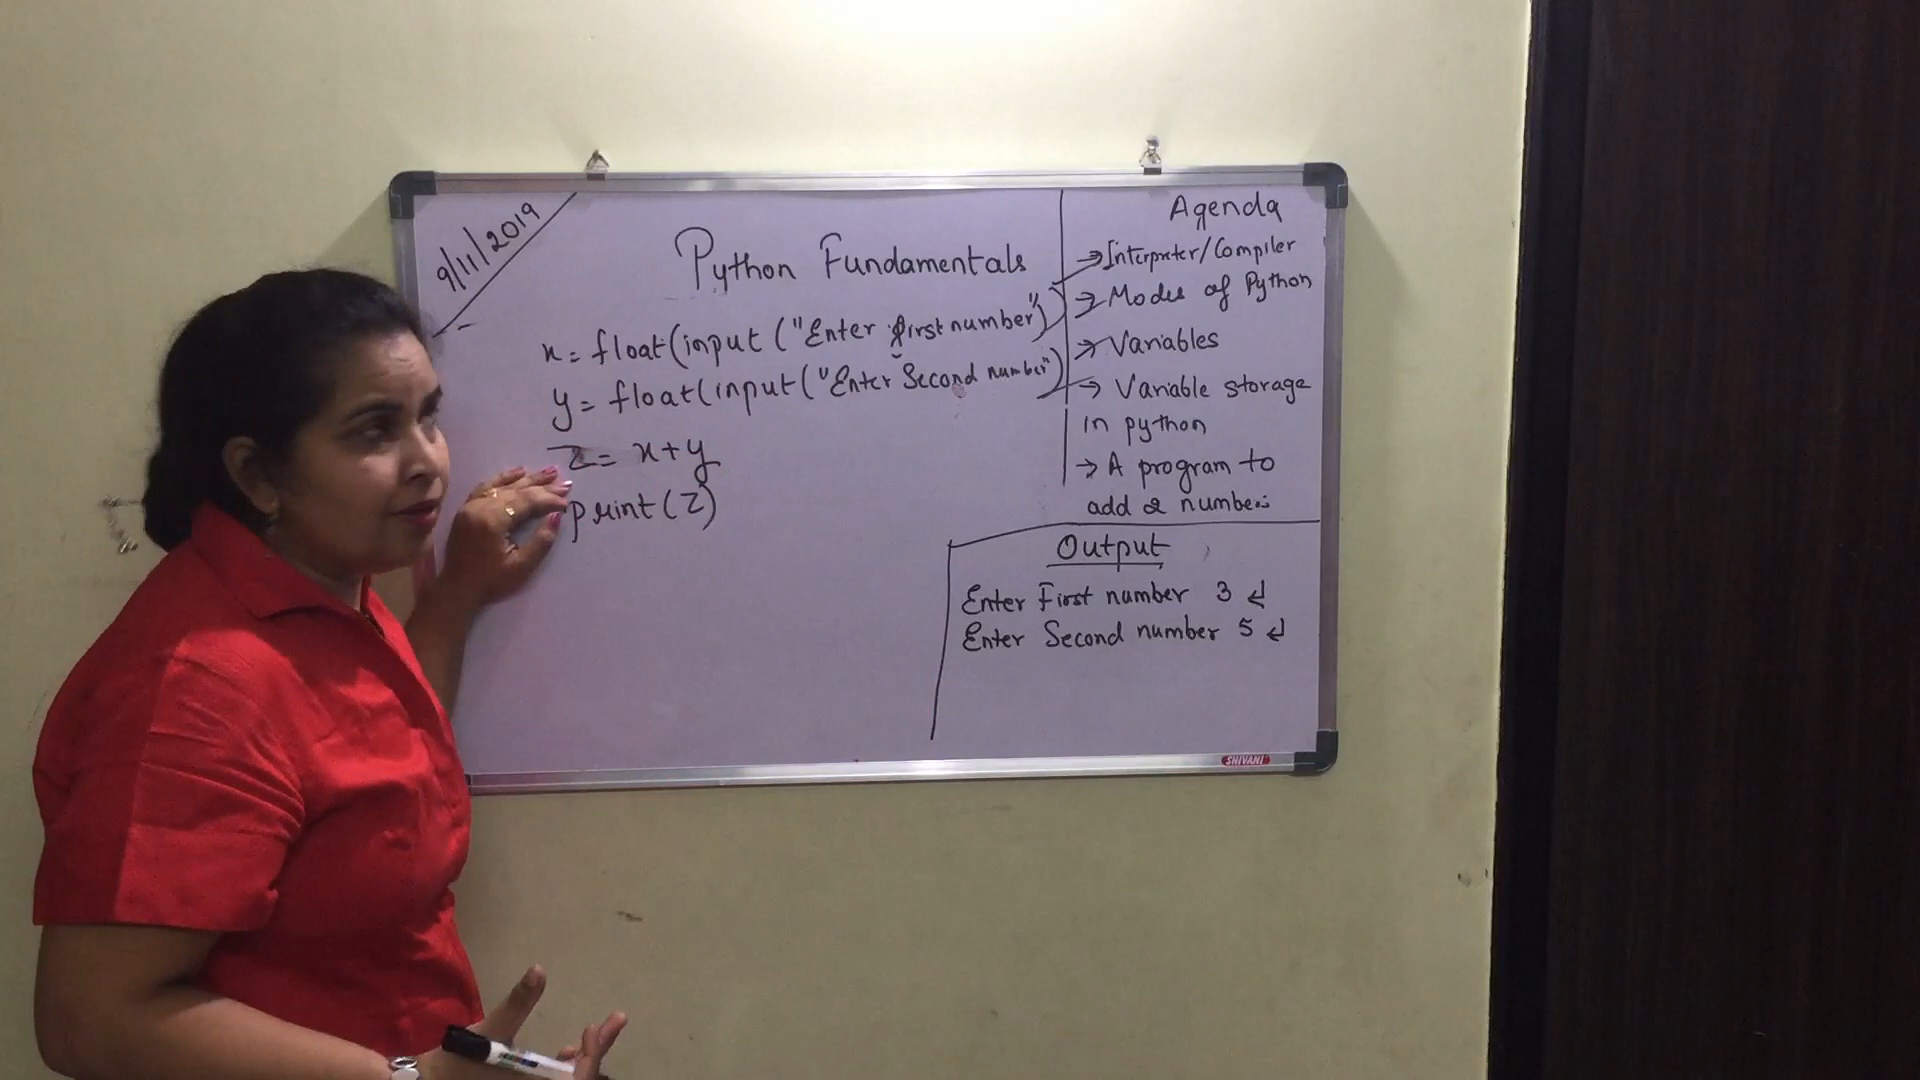 9/11/2019
Python Fundamentals
x = float(input("Enter first number"))
y = float(input("Enter Second number"))
Z = x+y
print(Z)
Agenda
→ Interpreter/Compiler
→ Modes of Python
→ Variables
→ Variable storage
in python
→ A program to
add 2 numbers
Output
Enter First number 3 ↵
Enter Second number 5 ↵
SHIVANI